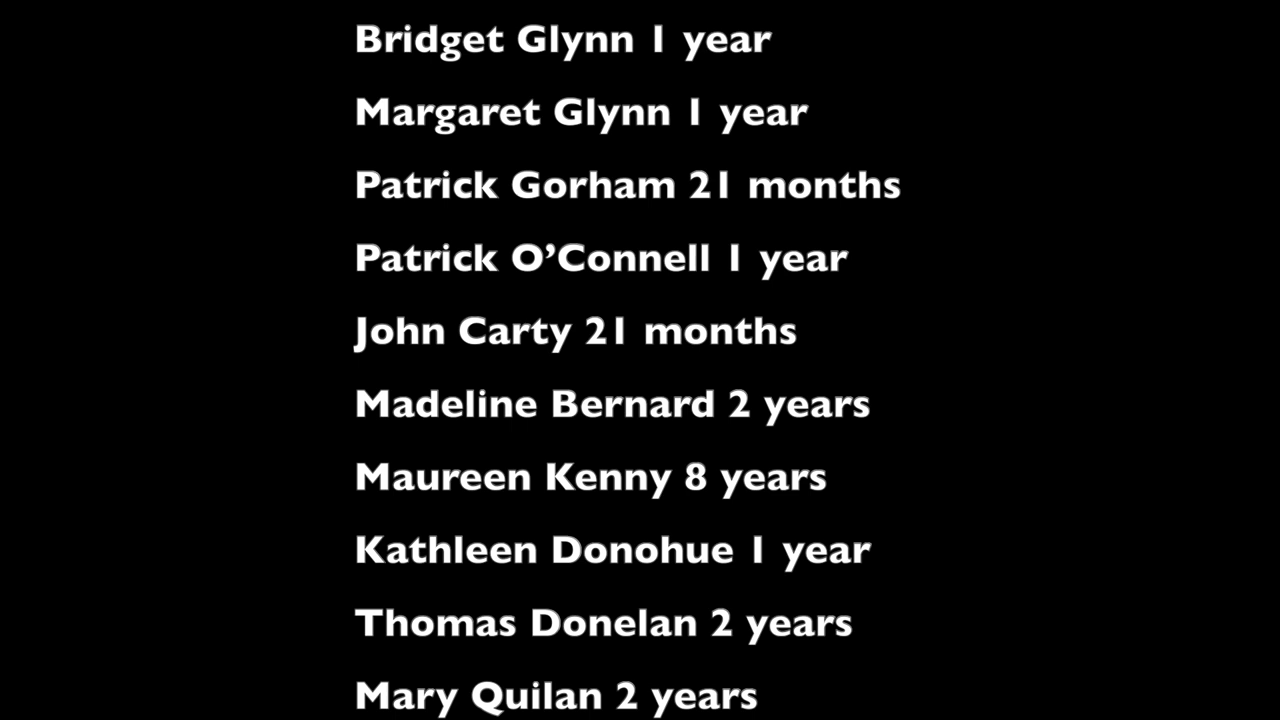 Bridget Glynn 1 year
Margaret Glynn 1 year
Patrick Gorham 21 months
Patrick O’Connell 1 year
John Carty 21 months
Madeline Bernard 2 years
Maureen Kenny 8 years
Kathleen Donohue 1 year
Thomas Donelan 2 years
Mary Quilan 2 years